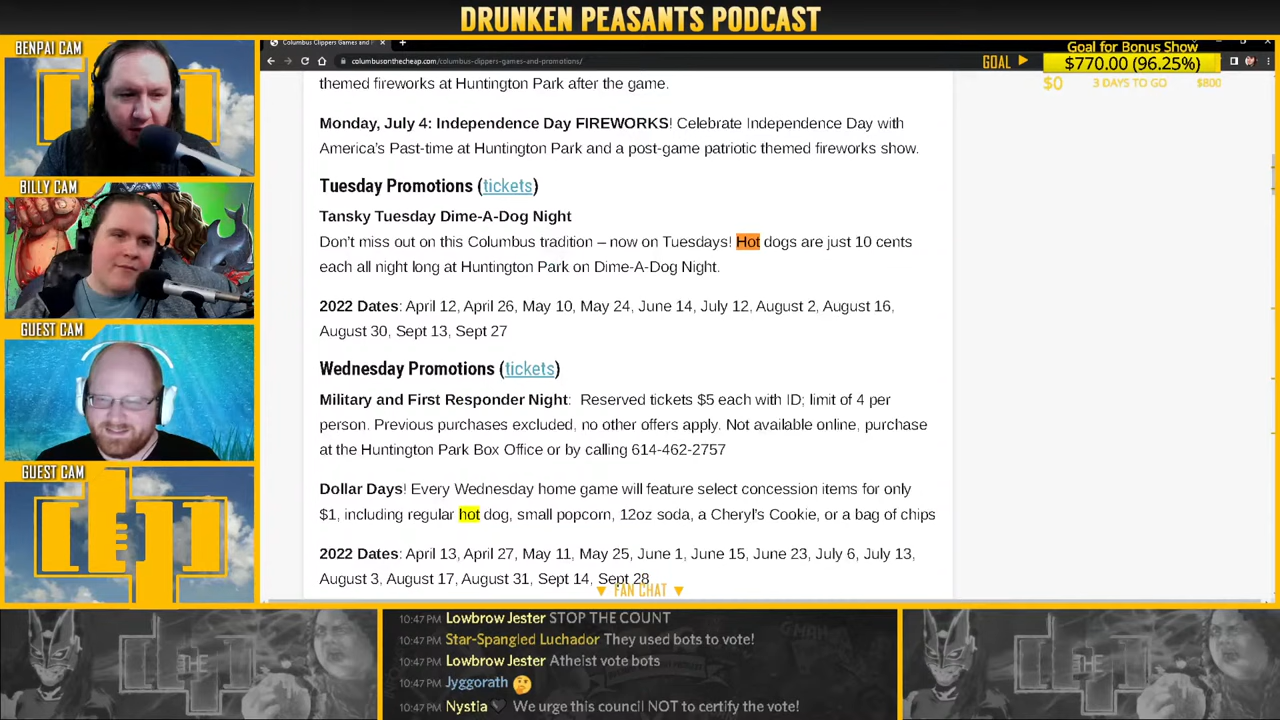 DRUNKEN PEASANTS PODCAST
BENPAI CAM
BILLY CAM
GUEST CAM
GUEST CAM
Columbus Clippers Games and
columbusonthecheap.com/columbus-clippers-games-and-promotions/
GOAL
Goal for Bonus Show
$770.00 (96.25%)
$0 3 DAYS TO GO $800
themed fireworks at Huntington Park after the game.
Monday, July 4: Independence Day FIREWORKS! Celebrate Independence Day with
America's Past-time at Huntington Park and a post-game patriotic themed fireworks show.
Tuesday Promotions (tickets)
Tansky Tuesday Dime-A-Dog Night
Don't miss out on this Columbus tradition – now on Tuesdays! Hot dogs are just 10 cents
each all night long at Huntington Park on Dime-A-Dog Night.
2022 Dates: April 12, April 26, May 10, May 24, June 14, July 12, August 2, August 16,
August 30, Sept 13, Sept 27
Wednesday Promotions (tickets)
Military and First Responder Night: Reserved tickets $5 each with ID; limit of 4 per
person. Previous purchases excluded, no other offers apply. Not available online, purchase
at the Huntington Park Box Office or by calling 614-462-2757
Dollar Days! Every Wednesday home game will feature select concession items for only
$1, including regular hot dog, small popcorn, 12oz soda, a Cheryl's Cookie, or a bag of chips
2022 Dates: April 13, April 27, May 11, May 25, June 1, June 15, June 23, July 6, July 13,
August 3, August 17, August 31, Sept 14, Sept 28
▼ FAN CHAT ▼
10:47 PM Lowbrow Jester STOP THE COUNT
10:47 PM Star-Spangled Luchador They used bots to vote!
10:47 PM Lowbrow Jester Atheist vote bots
10:47 PM Jyggorath 🤔
10:47 PM Nystia 🖤 We urge this council NOT to certify the vote!